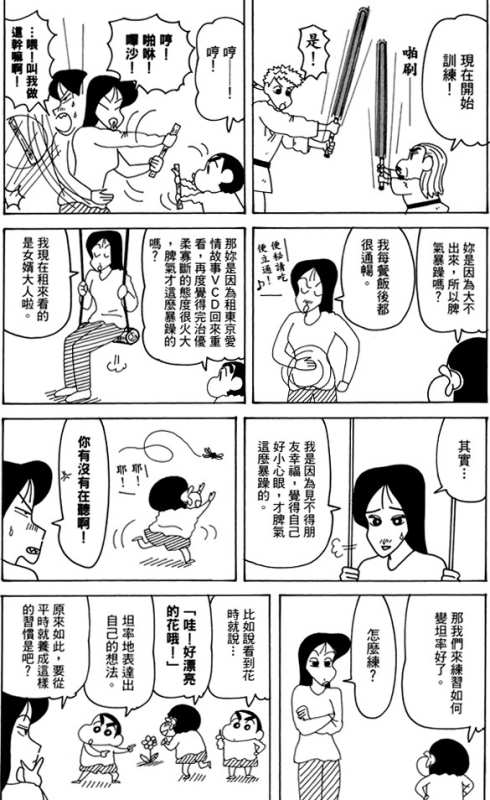 現在開始
訓練！
啪刷
是！
哼——！
哼——！
哼！
啪咻！
嗶沙！
…喂！叫我做
這幹嘛啊！
妳是因為大不
出來，所以脾
氣暴躁嗎？
我每餐飯後都
很通暢。
便秘請吃
便立通♪
那妳是因為租東京愛
情故事VCD回來重
看，再度覺得完治優
柔寡斷的態度很火大
，脾氣才這麼暴躁的
嗎？
我現在租來看的
是女婿大人啦。
其實…
我是因為見不得朋
友幸福，覺得自己
好小心眼，才脾氣
這麼暴躁的。
耶！
耶！
你有沒有在聽啊！
那我們來練習如何
變坦率好了。
怎麼練？
比如說看到花
時就說…
「哇！好漂亮
的花哦！」
坦率地表達出
自己的想法。
原來如此，要從
平時就養成這樣
的習慣是吧？